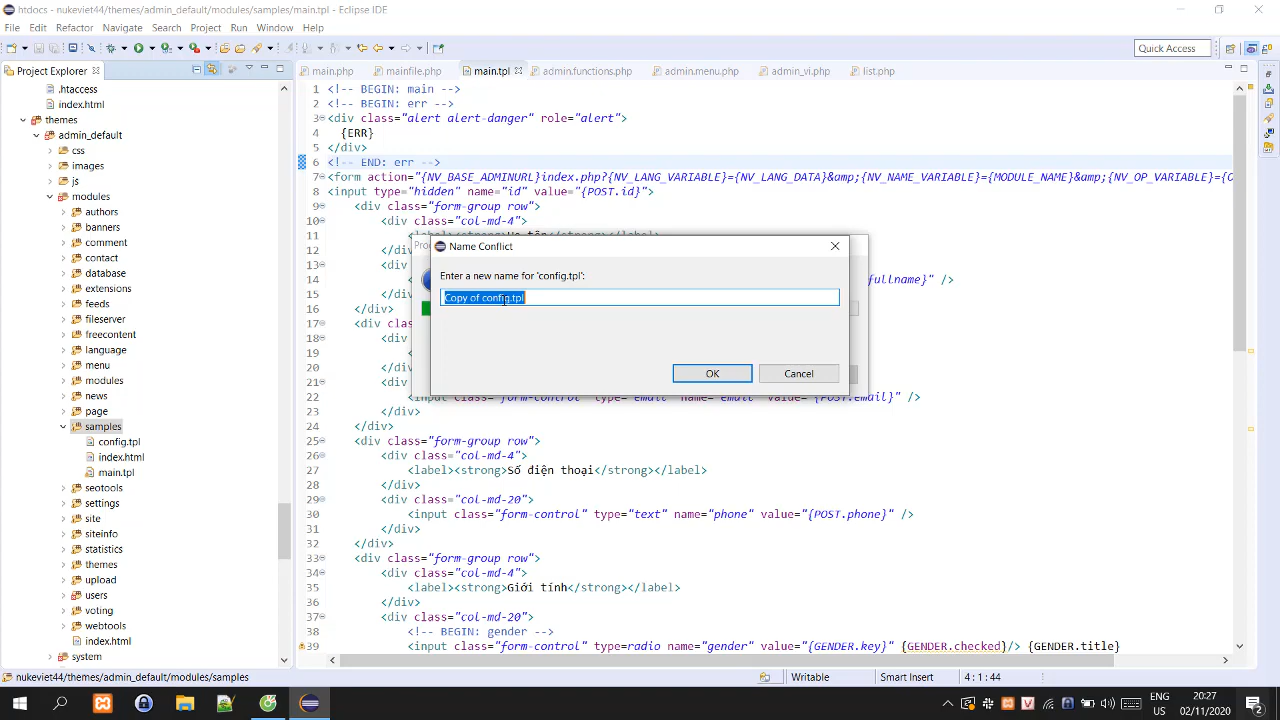 htdocs - nukeviet44/themes/admin_default/modules/samples/main.tpl - Eclipse IDE
File Edit Refactor Navigate Search Project Run Window Help
Quick Access
Project Explorer
main.php mainfile.php main.tpl admin.functions.php admin.menu.php admin_vi.php list.php
.htaccess
index.html
themes
admin_default
css
images
js
modules
authors
banners
comment
contact
database
extensions
feeds
fileserver
freecontent
language
menu
modules
news
page
samples
config.tpl
index.html
main.tpl
seotools
settings
site
siteinfo
statistics
themes
upload
users
voting
webtools
index.html
system
1 <!-- BEGIN: main -->
2 <!-- BEGIN: err -->
3 <div class="alert alert-danger" role="alert">
4 {ERR}
5 </div>
6 <!-- END: err -->
7 <form action="{NV_BASE_ADMINURL}index.php?{NV_LANG_VARIABLE}={NV_LANG_DATA}&amp;{NV_NAME_VARIABLE}={MODULE_NAME}&amp;{NV_OP_VARIABLE}={O
8 <input type="hidden" name="id" value="{POST.id}">
9 <div class="form-group row">
10 <div class="col-md-4">
11
12 </di
13 <div
14 fullname}" />
15 </di
16 </div>
17 <div clas
18 <div
19
20 </di
21 <div
22 <input class="form-control" type="email" name="email" value="{POST.email}" />
23 </div>
24 </div>
25 <div class="form-group row">
26 <div class="col-md-4">
27 <label><strong>Số điện thoại</strong></label>
28 </div>
29 <div class="col-md-20">
30 <input class="form-control" type="text" name="phone" value="{POST.phone}" />
31 </div>
32 </div>
33 <div class="form-group row">
34 <div class="col-md-4">
35 <label><strong>Giới tính</strong></label>
36 </div>
37 <div class="col-md-20">
38 <!-- BEGIN: gender -->
39 <input class="form-control" type=radio name="gender" value="{GENDER.key}" {GENDER.checked}/> {GENDER.title}
Name Conflict
Enter a new name for 'config.tpl':
Copy of config.tpl
OK Cancel
nukeviet44/themes/admin_default/modules/samples
Writable Smart Insert 4 : 1 : 44
ENG
US
20:27
02/11/2020
2